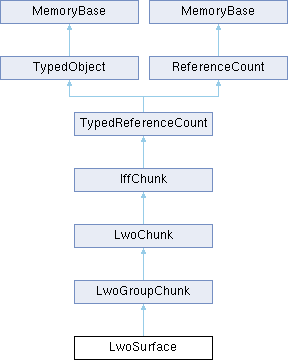 MemoryBase
MemoryBase
TypedObject
ReferenceCount
TypedReferenceCount
IffChunk
LwoChunk
LwoGroupChunk
LwoSurface